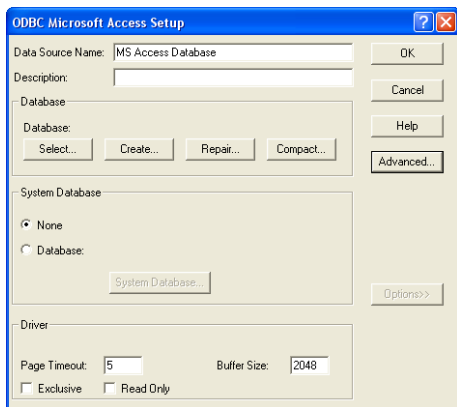 ODBC Microsoft Access Setup
Data Source Name: MS Access Database
OK
Description:
Cancel
Database
Database:
Help
Select... Create... Repair... Compact...
Advanced...
System Database
None
Database:
System Database...
Options>>
Driver
Page Timeout: 5 Buffer Size: 2048
Exclusive Read Only